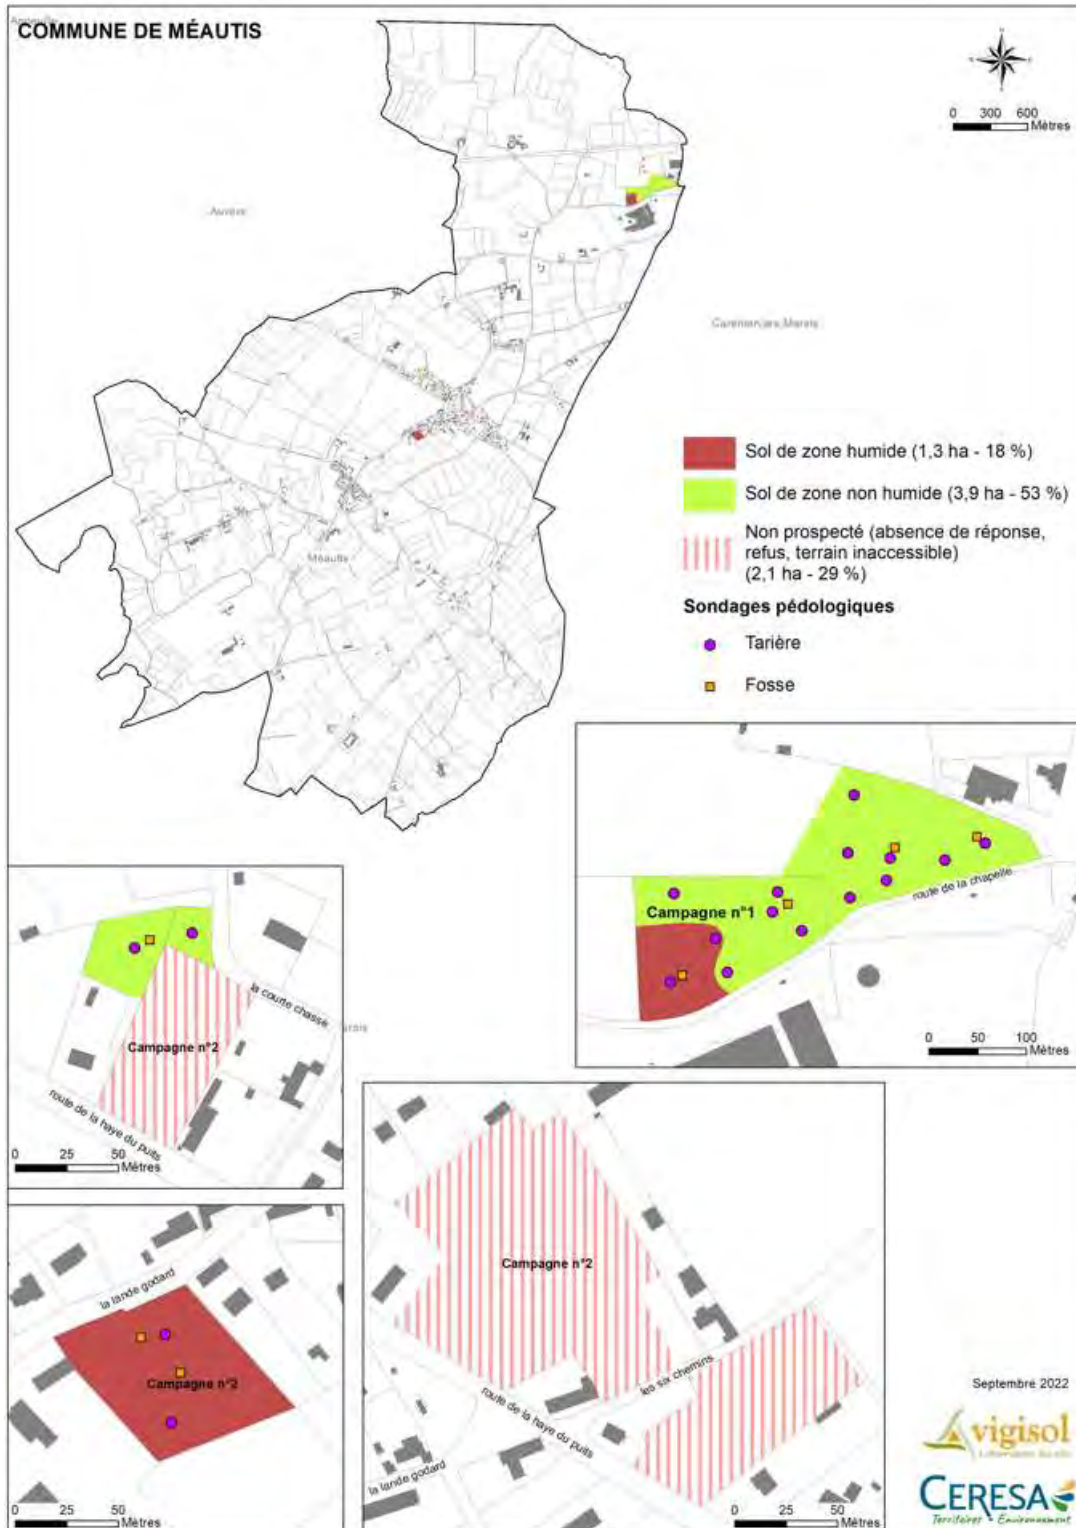 COMMUNE DE MÉAUTIS
0 300 600
Mètres
Auvers
Méautis
Sol de zone humide (1,3 ha - 18 %)
Sol de zone non humide (3,9 ha - 53 %)
Non prospecté (absence de réponse,
refus, terrain inaccessible)
(2,1 ha - 29 %)
Sondages pédologiques
Tarière
Fosse
Campagne n°1
route de la chapelle
0 50 100
Mètres
la courte chasse
Campagne n°2
route de la haye du puits
0 25 50
Mètres
la lande godard
Campagne n°2
0 25 50
Mètres
Campagne n°2
les six chemins
route de la haye du puits
la lande godard
0 25 50
Mètres
Septembre 2022
vigisol
CERESA
Territoires • Environnement